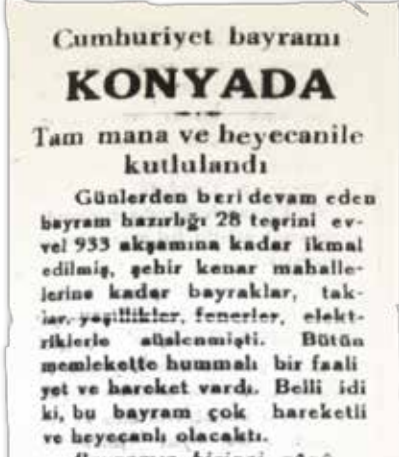 Cumhuriyet bayramı
KONYADA
Tam mana ve heyecanile
kutlulandı
Günlerden beri devam eden
bayram hazırlığı 28 teşrini ev-
vel 933 akşamına kadar ikmal
edilmiş, şehir kenar mahalle-
lerine kadar bayraklar, tak-
lar, yeşillikler, fenerler, elekt-
riklerle süslenmişti. Bütün
memlekette hummalı bir faali
yet ve hareket vardı. Belli idi
ki, bu bayram çok hareketli
ve heyecanlı olacaktı.